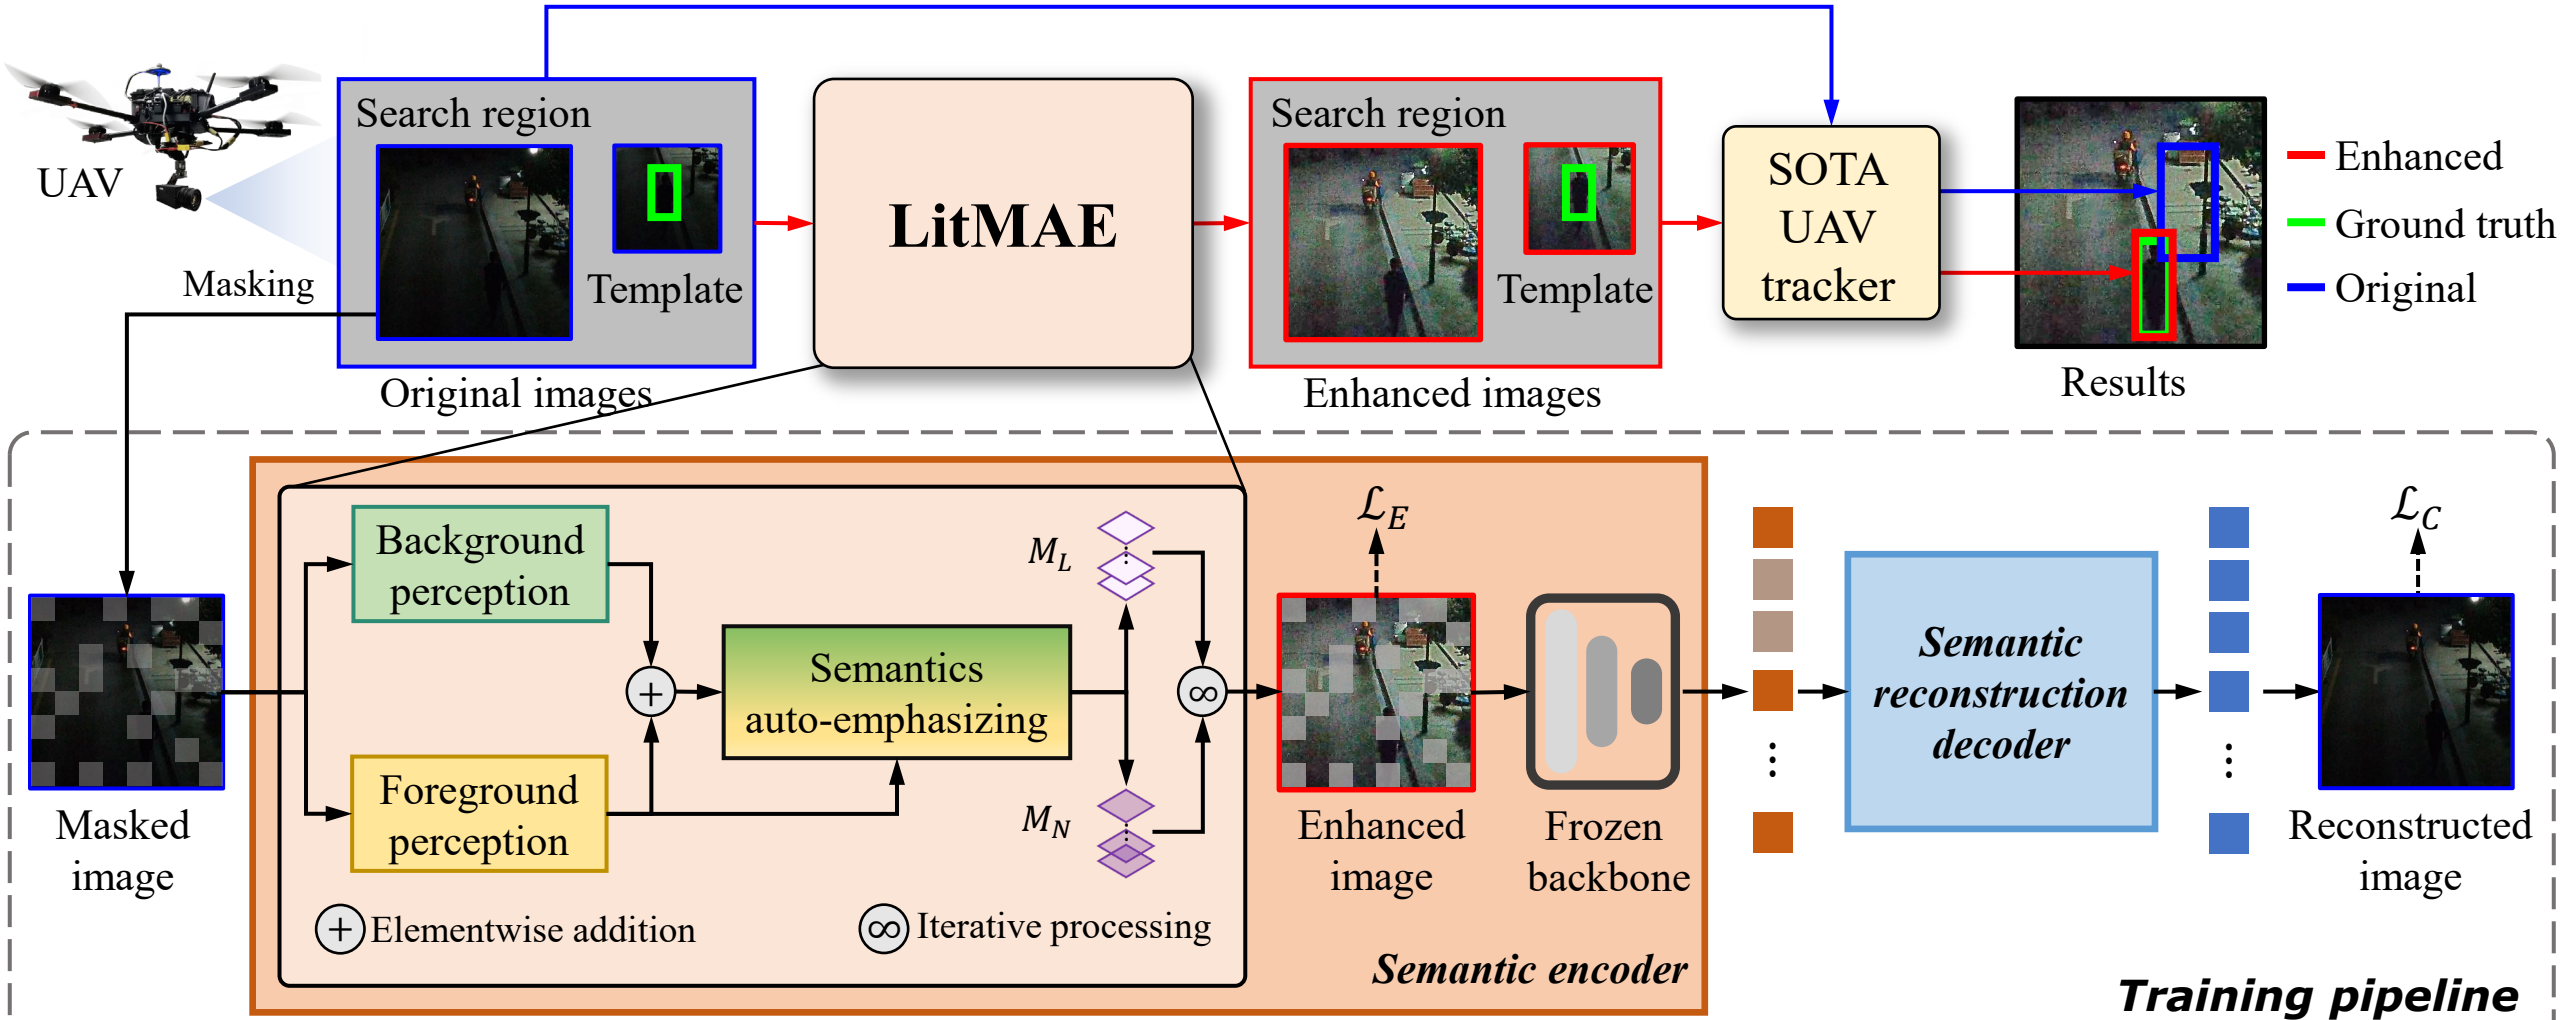 UAV
Search region
Template
Original images
Masking
LitMAE
Search region
Template
Enhanced images
SOTA
UAV
tracker
Results
Enhanced
Ground truth
Original
Masked
image
Background
perception
Foreground
perception
+
Semantics
auto-emphasizing
M_L
M_N
∞
+ Elementwise addition
∞ Iterative processing
ℒ_E
Enhanced
image
Frozen
backbone
Semantic encoder
Semantic
reconstruction
decoder
ℒ_C
Reconstructed
image
Training pipeline